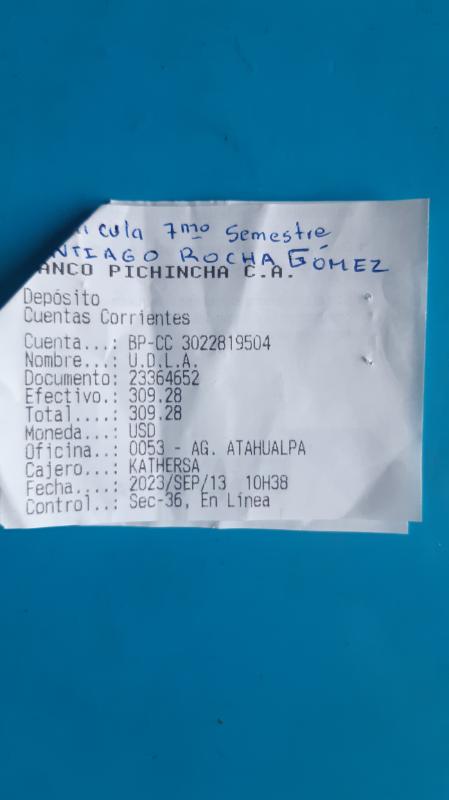 icula 7mo Semestre
NTIAGO ROCHA GÓMEZ
ANCO PICHINCHA C.A.
Depósito
Cuentas Corrientes
Cuenta...: BP-CC 3022819504
Nombre...: U.D.L.A.
Documento: 23364652
Efectivo.: 309.28
Total....: 309.28
Moneda...: USD
Oficina..: 0053 - AG. ATAHUALPA
Cajero...: KATHERSA
Fecha....: 2023/SEP/13 10H38
Control..: Sec-36, En Línea